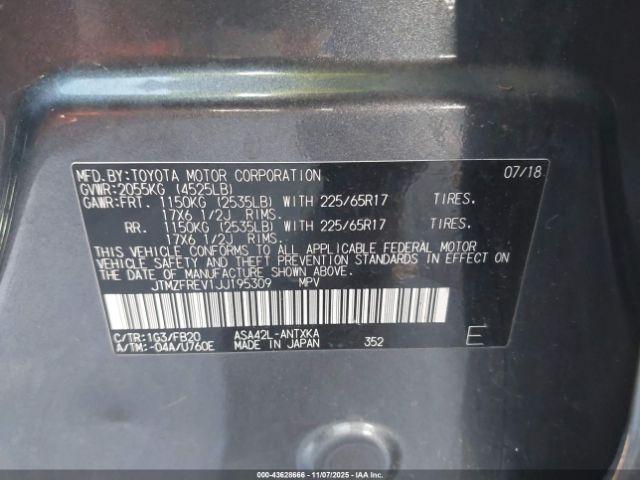 MFD.BY:TOYOTA MOTOR CORPORATION 07/18
GVWR:2055KG (4525LB)
GAWR:FRT. 1150KG (2535LB) WITH 225/65R17 TIRES.
17X6 1/2J RIMS.
RR. 1150KG (2535LB) WITH 225/65R17 TIRES.
17X6 1/2J RIMS.
THIS VEHICLE CONFORMS TO ALL APPLICABLE FEDERAL MOTOR
VEHICLE SAFETY AND THEFT PREVENTION STANDARDS IN EFFECT
ON THE DATE OF MANUFACTURE SHOWN ABOVE.
JTMZFREV1JJ195309 MPV
C/TR:1G3/FB20 ASA42L-ANTXKA
A/TM:-04A/U760E MADE IN JAPAN 352 E
000-43628666 - 11/07/2025 - IAAI.COM